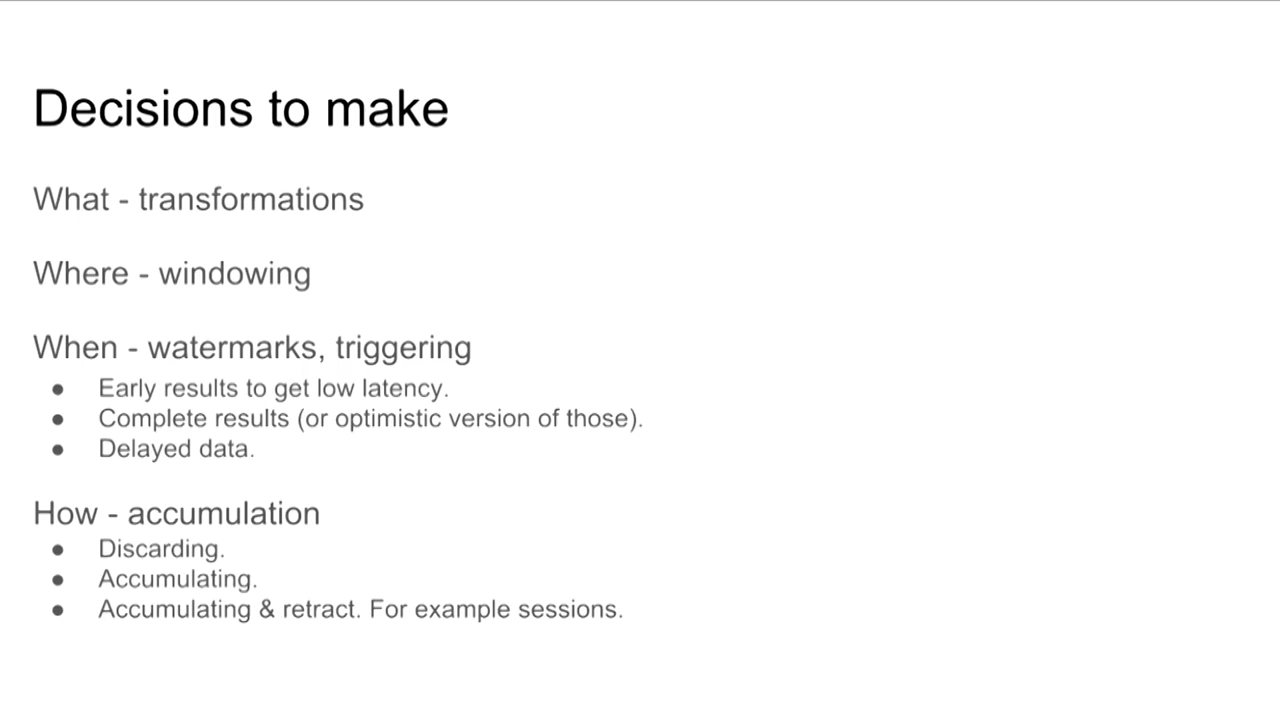 Decisions to make
What - transformations
Where - windowing
When - watermarks, triggering
● Early results to get low latency.
● Complete results (or optimistic version of those).
● Delayed data.
How - accumulation
● Discarding.
● Accumulating.
● Accumulating & retract. For example sessions.